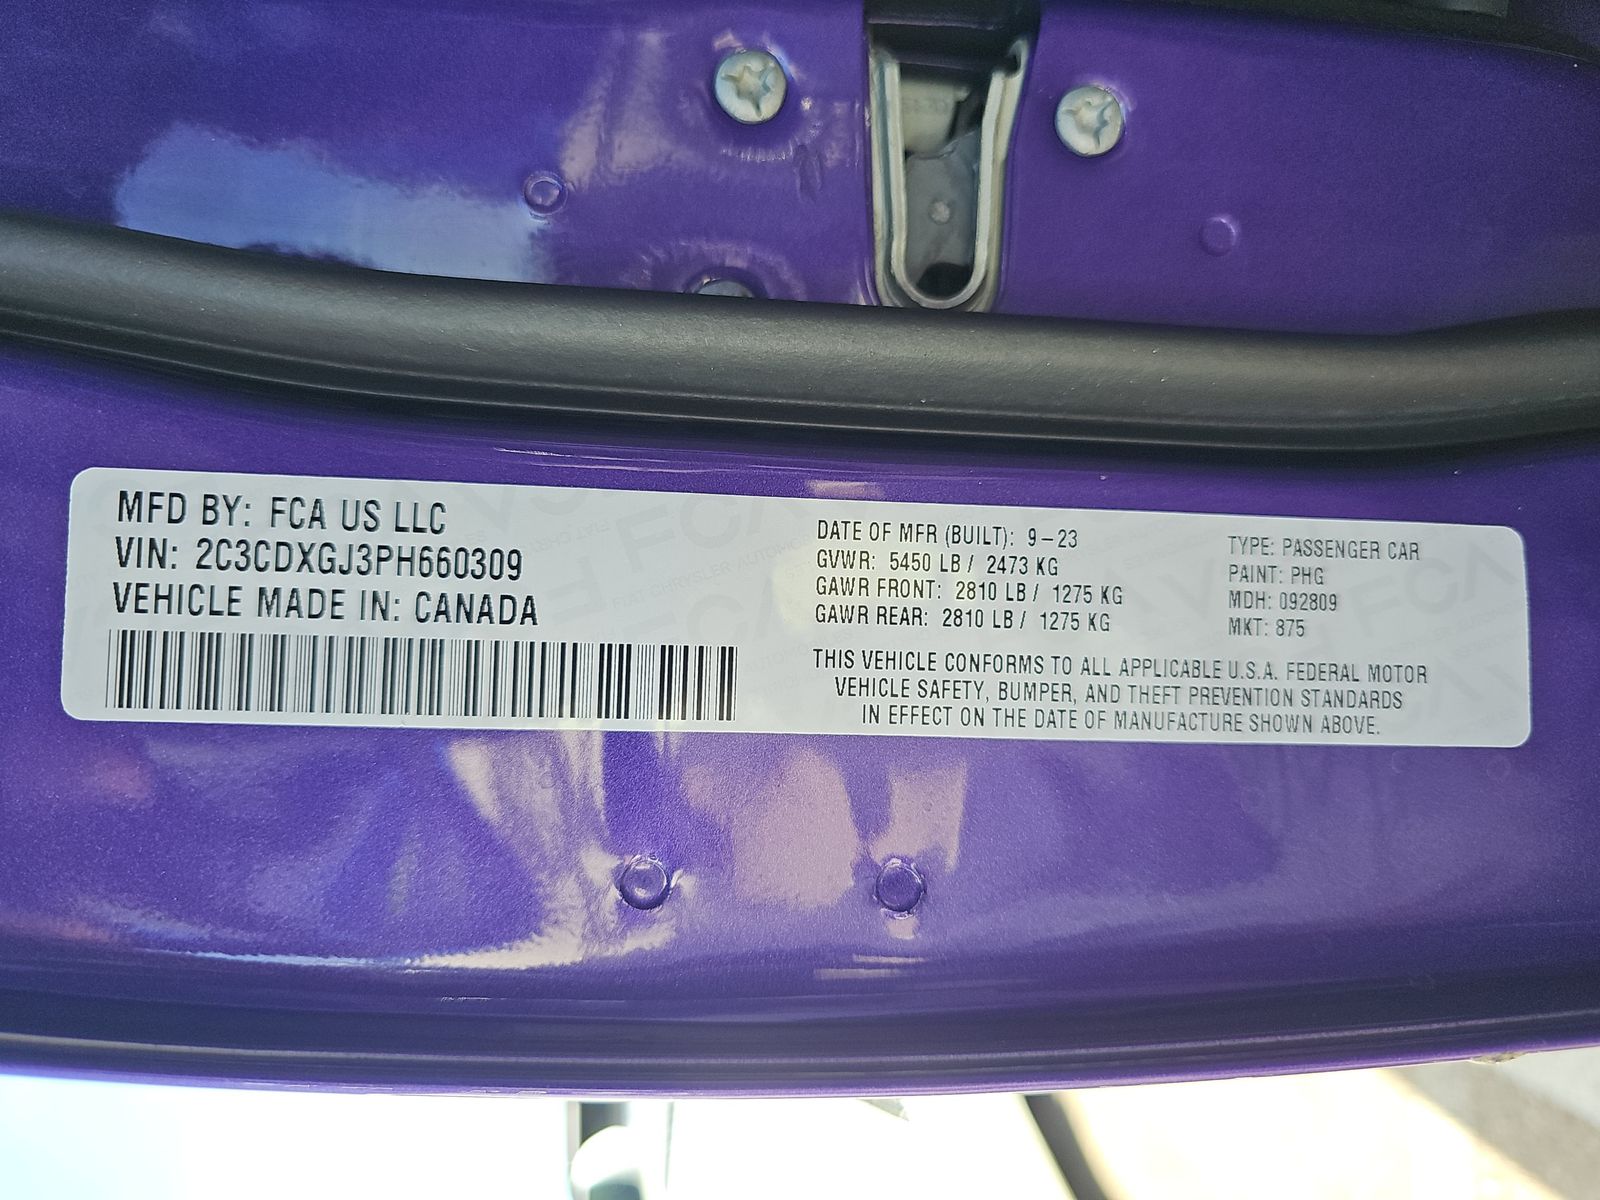 MFD BY: FCA US LLC
VIN: 2C3CDXGJ3PH660309
VEHICLE MADE IN: CANADA
DATE OF MFR (BUILT): 9-23
GVWR: 5450 LB / 2473 KG
GAWR FRONT: 2810 LB / 1275 KG
GAWR REAR: 2810 LB / 1275 KG
TYPE: PASSENGER CAR
PAINT: PHG
MDH: 092809
MKT: 875
THIS VEHICLE CONFORMS TO ALL APPLICABLE U.S.A. FEDERAL MOTOR
VEHICLE SAFETY, BUMPER, AND THEFT PREVENTION STANDARDS
IN EFFECT ON THE DATE OF MANUFACTURE SHOWN ABOVE.